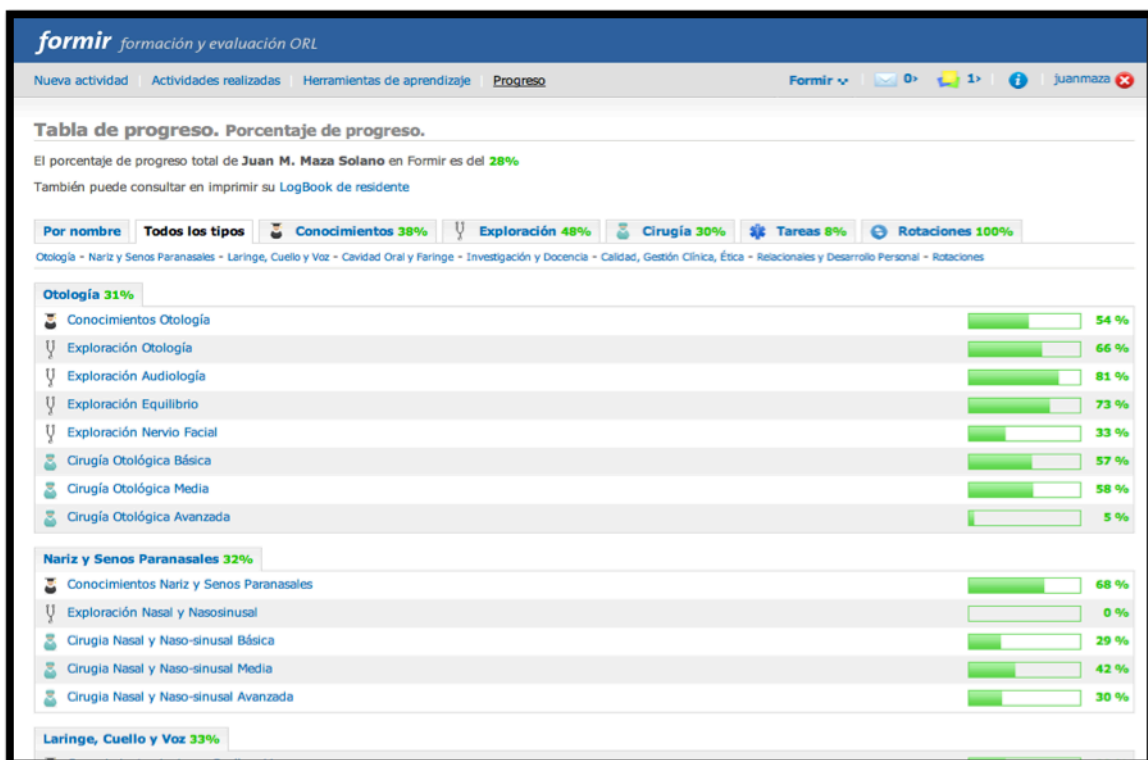 formir formación y evaluación ORL
Nueva actividad Actividades realizadas Herramientas de aprendizaje Progreso Formir 0 1 juanmaza
Tabla de progreso. Porcentaje de progreso.
El porcentaje de progreso total de Juan M. Maza Solano en Formir es del 28%
También puede consultar en imprimir su LogBook de residente
Por nombre Todos los tipos Conocimientos 38% Exploración 48% Cirugía 30% Tareas 8% Rotaciones 100%
Otología - Nariz y Senos Paranasales - Laringe, Cuello y Voz - Cavidad Oral y Faringe - Investigación y Docencia - Calidad, Gestión Clínica, Ética - Relacionales y Desarrollo Personal - Rotaciones
Otología 31%
Conocimientos Otología 54 %
Exploración Otología 66 %
Exploración Audiología 81 %
Exploración Equilibrio 73 %
Exploración Nervio Facial 33 %
Cirugía Otológica Básica 57 %
Cirugía Otológica Media 58 %
Cirugía Otológica Avanzada 5 %
Nariz y Senos Paranasales 32%
Conocimientos Nariz y Senos Paranasales 68 %
Exploración Nasal y Nasosinusal 0 %
Cirugia Nasal y Naso-sinusal Básica 29 %
Cirugia Nasal y Naso-sinusal Media 42 %
Cirugia Nasal y Naso-sinusal Avanzada 30 %
Laringe, Cuello y Voz 33%